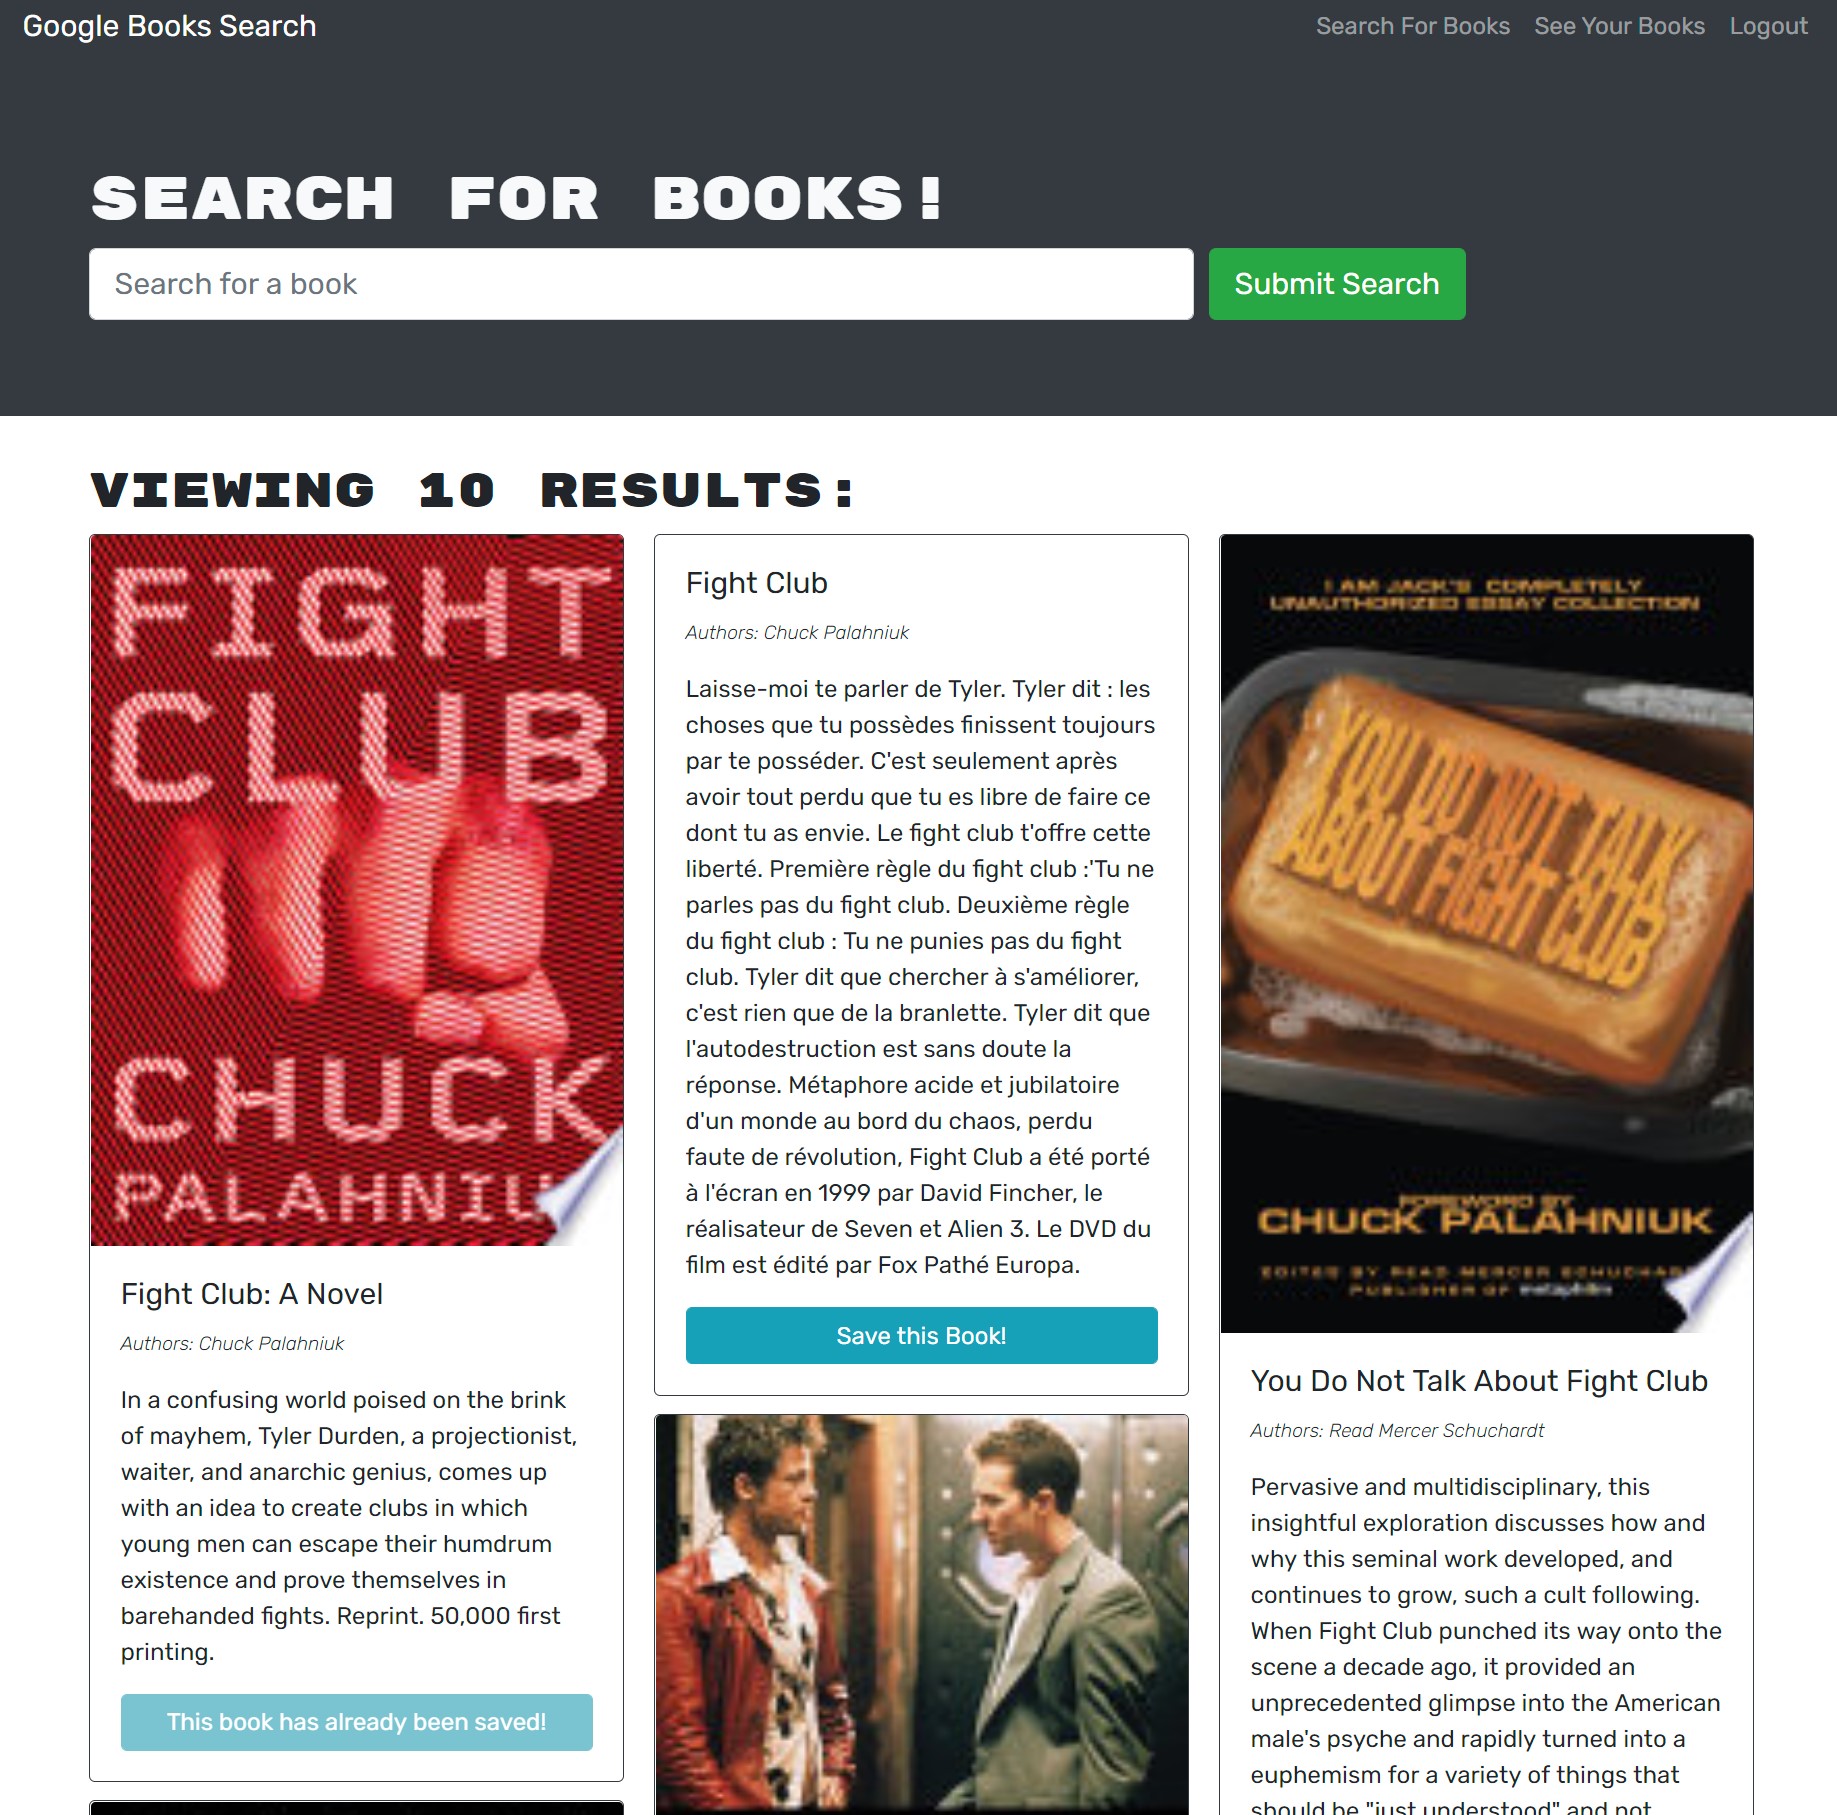 Google Books Search
Search For Books
See Your Books
Logout
SEARCH FOR BOOKS!
Search for a book
Submit Search
VIEWING 10 RESULTS:
FIGHT
CLUB
CHUCK
Fight Club: A Novel
Authors: Chuck Palahniuk
In a confusing world poised on the brink
of mayhem, Tyler Durden, a projectionist,
waiter, and anarchic genius, comes up
with an idea to create clubs in which
young men can escape their humdrum
existence and prove themselves in
barehanded fights. Reprint. 50,000 first
printing.
This book has already been saved!
Fight Club
Authors: Chuck Palahniuk
Laisse-moi te parler de Tyler. Tyler dit : les
choses que tu possèdes finissent toujours
par te posséder. C'est seulement après
avoir tout perdu que tu es libre de faire ce
dont tu as envie. Le fight club t'offre cette
liberté. Première règle du fight club :'Tu ne
parles pas du fight club. Deuxième règle
du fight club : Tu ne punies pas du fight
club. Tyler dit que chercher à s'améliorer,
c'est rien que de la branlette. Tyler dit que
l'autodestruction est sans doute la
réponse. Métaphore acide et jubilatoire
d'un monde au bord du chaos, perdu
faute de révolution, Fight Club a été porté
à l'écran en 1999 par David Fincher, le
réalisateur de Seven et Alien 3. Le DVD du
film est édité par Fox Pathé Europa.
Save this Book!
I AM JACK'S COMPLETELY
UNAUTHORIZED ESSAY COLLECTION
YOU DO NOT TALK
ABOUT FIGHT CLUB
FOREWORD BY
CHUCK PALAHNIUK
EDITED BY READ MERCER
PUBLISHER OF metaphilm
You Do Not Talk About Fight Club
Authors: Read Mercer Schuchardt
Pervasive and multidisciplinary, this
insightful exploration discusses how and
why this seminal work developed, and
continues to grow, such a cult following.
When Fight Club punched its way onto the
scene a decade ago, it provided an
unprecedented glimpse into the American
male's psyche and rapidly turned into a
euphemism for a variety of things that
should be "just understood" and not